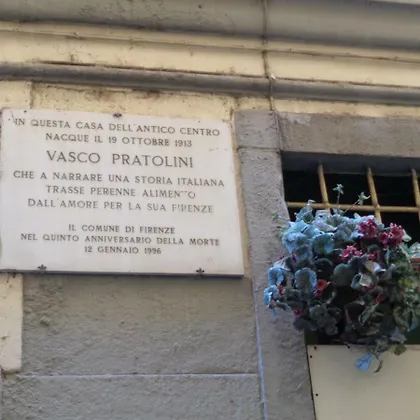 IN QUESTA CASA DELL'ANTICO CENTRO
NACQUE IL 19 OTTOBRE 1913
VASCO PRATOLINI
CHE A NARRARE UNA STORIA ITALIANA
TRASSE PERENNE ALIMENTO
DALL'AMORE PER LA SUA FIRENZE
IL COMUNE DI FIRENZE
NEL QUINTO ANNIVERSARIO DELLA MORTE
12 GENNAIO 1996